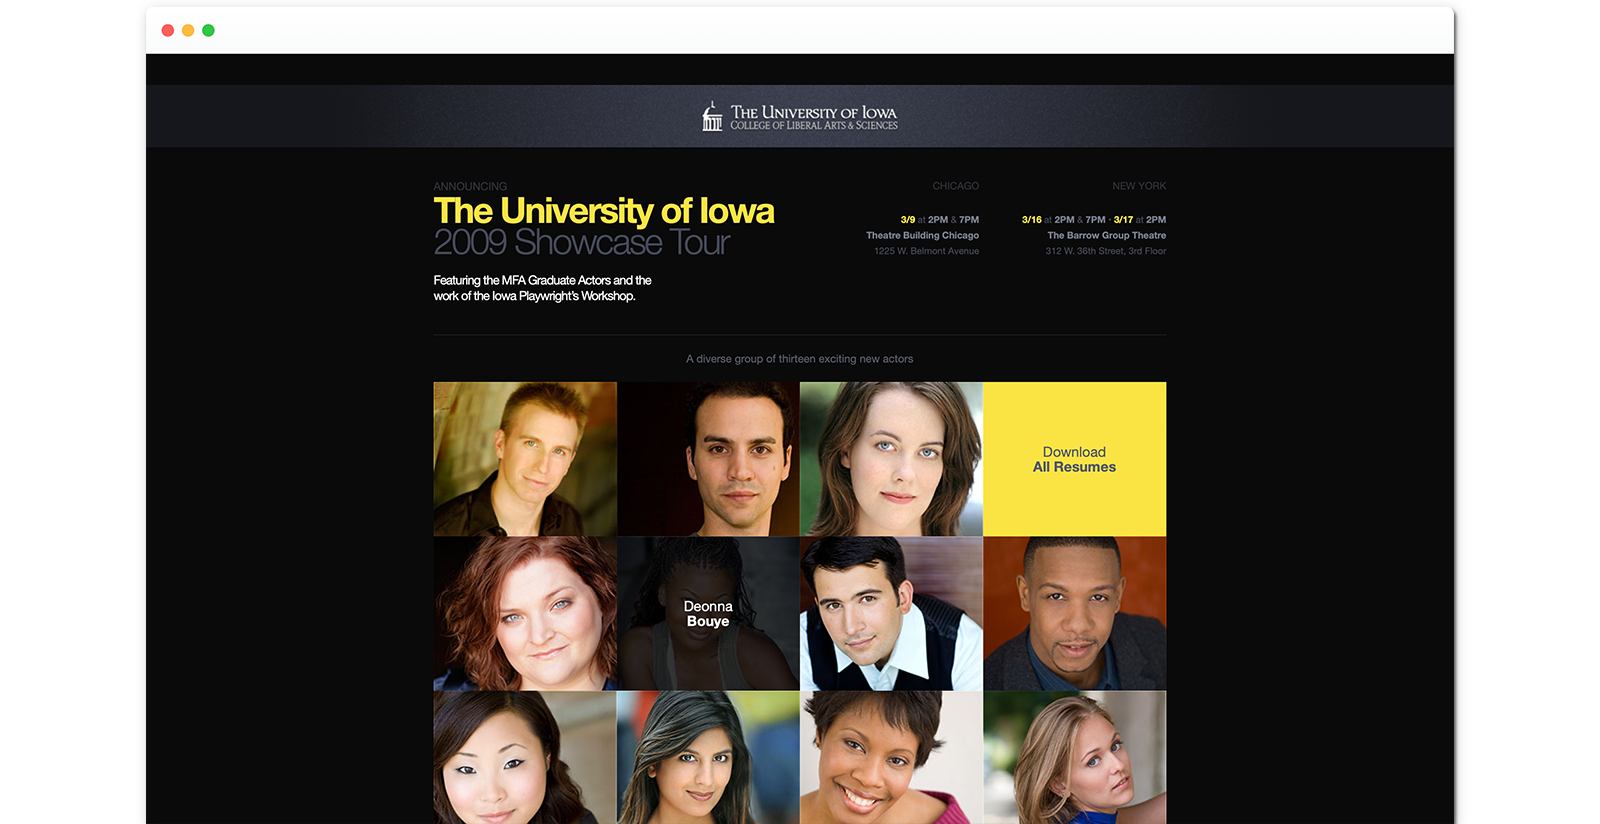 THE UNIVERSITY OF IOWA
COLLEGE OF LIBERAL ARTS & SCIENCES
ANNOUNCING
The University of Iowa
2009 Showcase Tour
Featuring the MFA Graduate Actors and the
work of the Iowa Playwright's Workshop.
CHICAGO
3/9 at 2PM & 7PM
Theatre Building Chicago
1225 W. Belmont Avenue
NEW YORK
3/16 at 2PM & 7PM · 3/17 at 2PM
The Barrow Group Theatre
312 W. 36th Street, 3rd Floor
A diverse group of thirteen exciting new actors
Download
All Resumes
Deonna
Bouye